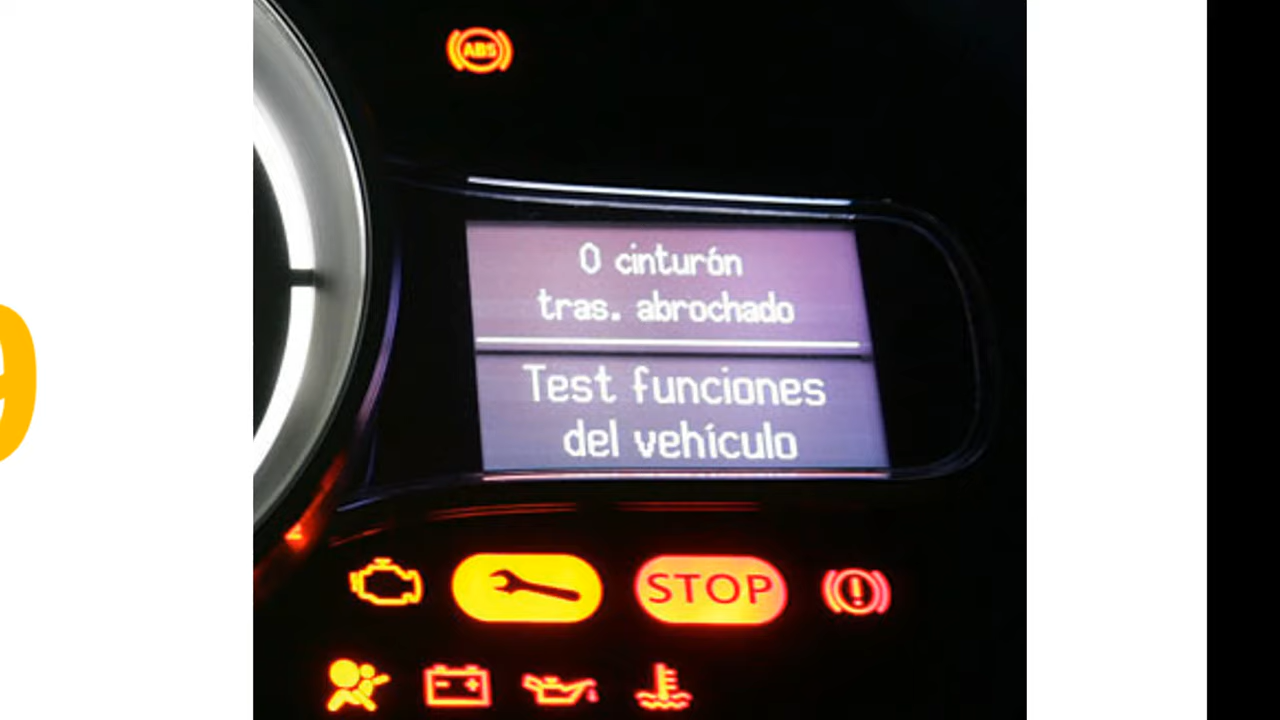 ABS
0 cinturón
tras. abrochado
Test funciones
del vehículo
STOP